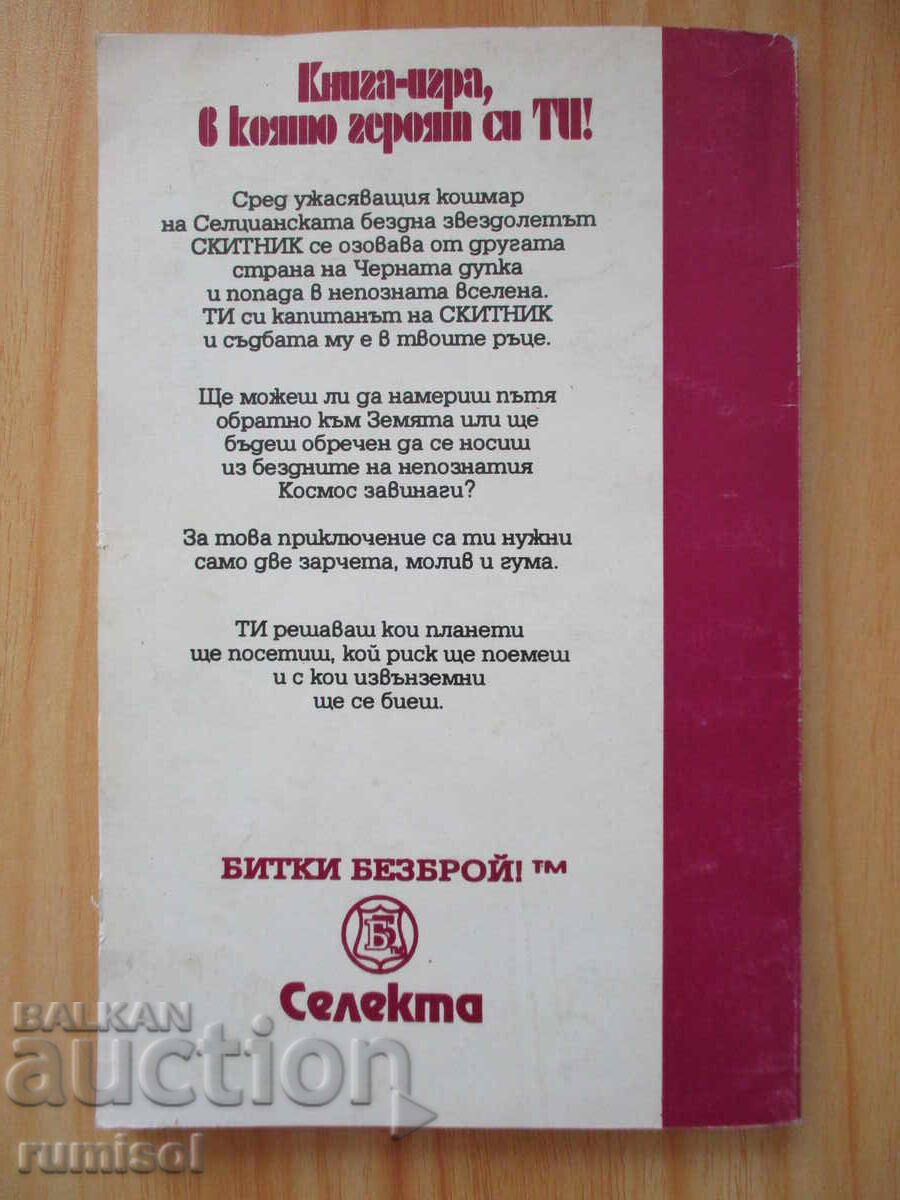 Книга-игра,
в която героят си ТИ!
Сред ужасяващия кошмар
на Селцианската бездна звездолетът
СКИТНИК се озовава от другата
страна на Черната дупка
и попада в непозната вселена.
ТИ си капитанът на СКИТНИК
и съдбата му е в твоите ръце.
Ще можеш ли да намериш пътя
обратно към Земята или ще
бъдеш обречен да се носиш
из бездните на непознатия
Космос завинаги?
За това приключение са ти нужни
само две зарчета, молив и гума.
ТИ решаваш кои планети
ще посетиш, кой риск ще поемеш
и с кои извънземни
ще се биеш.
БИТКИ БЕЗБРОЙ! ™
ББ ™
Селекта
BALKAN
auction
rumisol